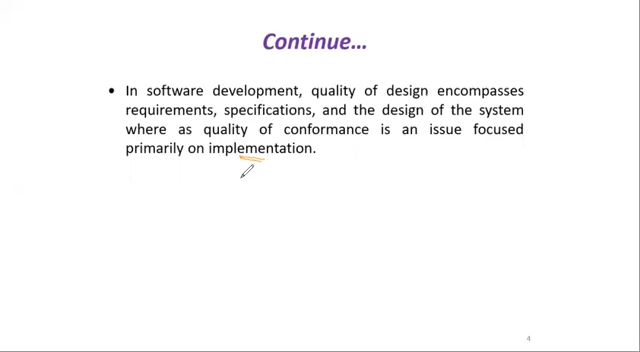 Continue…
• In software development, quality of design encompasses
requirements, specifications, and the design of the system
where as quality of conformance is an issue focused
primarily on implementation.
4